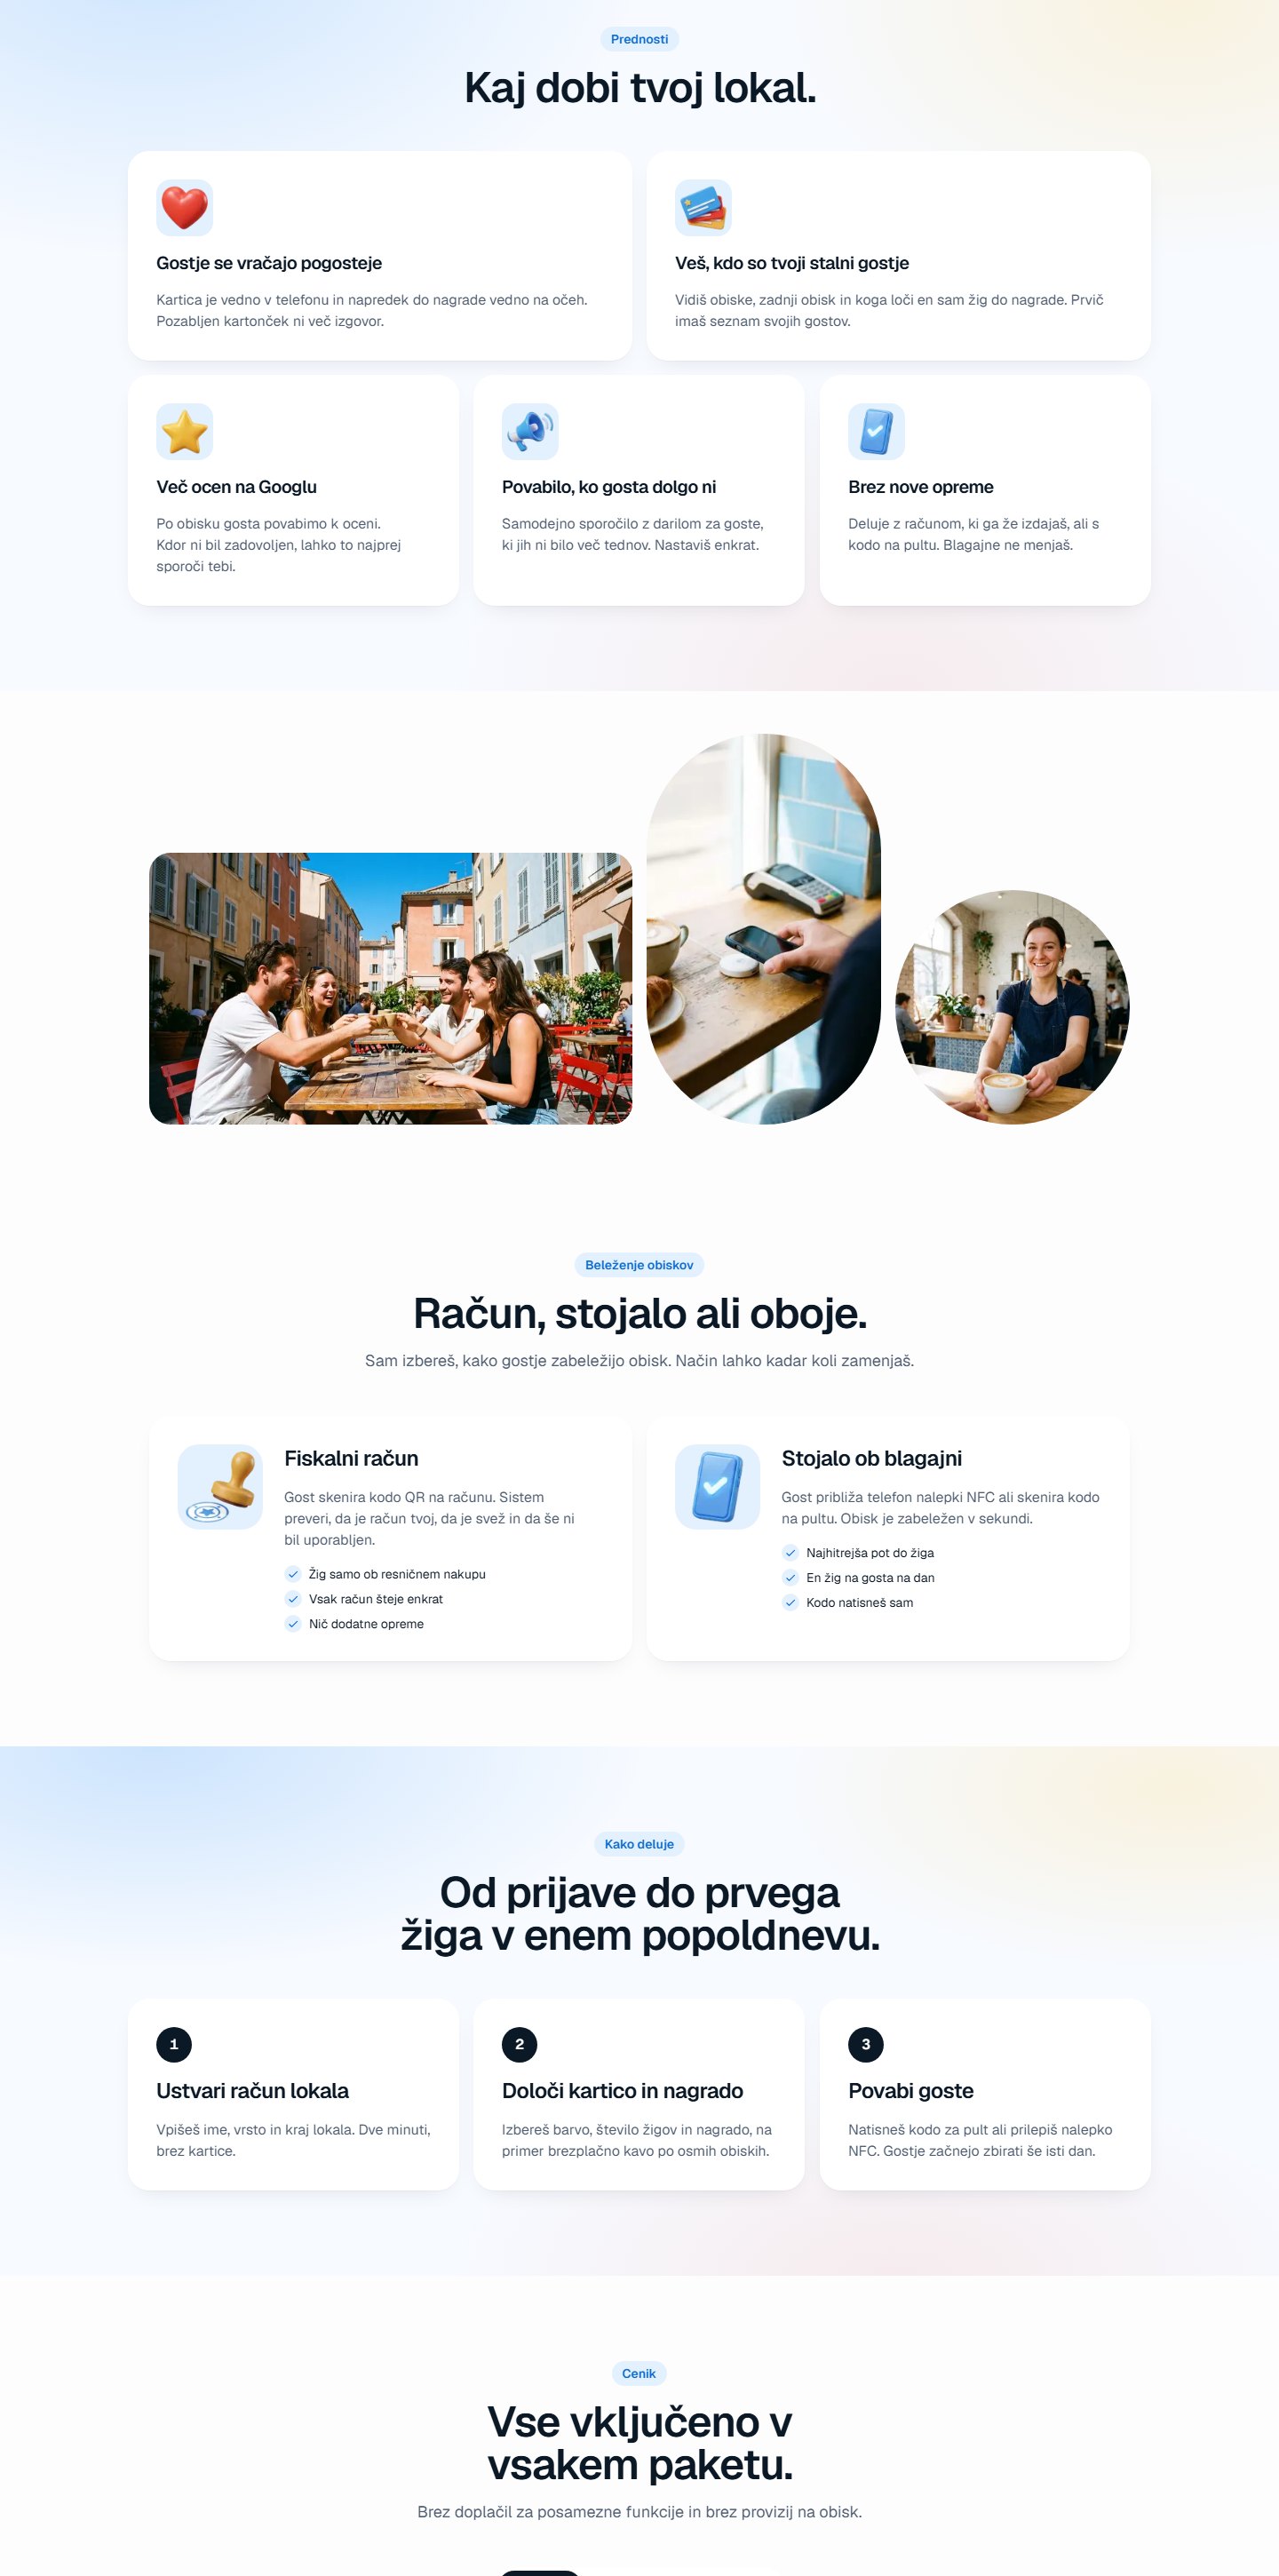 Prednosti
Kaj dobi tvoj lokal.
Gostje se vračajo pogosteje
Kartica je vedno v telefonu in napredek do nagrade vedno na očeh.
Pozabljen kartonček ni več izgovor.
Veš, kdo so tvoji stalni gostje
Vidiš obiske, zadnji obisk in koga loči en sam žig do nagrade. Prvič
imaš seznam svojih gostov.
Več ocen na Googlu
Po obisku gosta povabimo k oceni.
Kdor ni bil zadovoljen, lahko to najprej
sporoči tebi.
Povabilo, ko gosta dolgo ni
Samodejno sporočilo z darilom za goste,
ki jih ni bilo več tednov. Nastaviš enkrat.
Brez nove opreme
Deluje z računom, ki ga že izdajaš, ali s
kodo na pultu. Blagajne ne menjaš.
Beleženje obiskov
Račun, stojalo ali oboje.
Sam izbereš, kako gostje zabeležijo obisk. Način lahko kadar koli zamenjaš.
Fiskalni račun
Gost skenira kodo QR na računu. Sistem
preveri, da je račun tvoj, da je svež in da še ni
bil uporabljen.
Žig samo ob resničnem nakupu
Vsak račun šteje enkrat
Nič dodatne opreme
Stojalo ob blagajni
Gost približa telefon nalepki NFC ali skenira kodo
na pultu. Obisk je zabeležen v sekundi.
Najhitrejša pot do žiga
En žig na gosta na dan
Kodo natisneš sam
Kako deluje
Od prijave do prvega
žiga v enem popoldnevu.
1
Ustvari račun lokala
Vpišeš ime, vrsto in kraj lokala. Dve minuti,
brez kartice.
2
Določi kartico in nagrado
Izbereš barvo, število žigov in nagrado, na
primer brezplačno kavo po osmih obiskih.
3
Povabi goste
Natisneš kodo za pult ali prilepiš nalepko
NFC. Gostje začnejo zbirati še isti dan.
Cenik
Vse vključeno v
vsakem paketu.
Brez doplačil za posamezne funkcije in brez provizij na obisk.